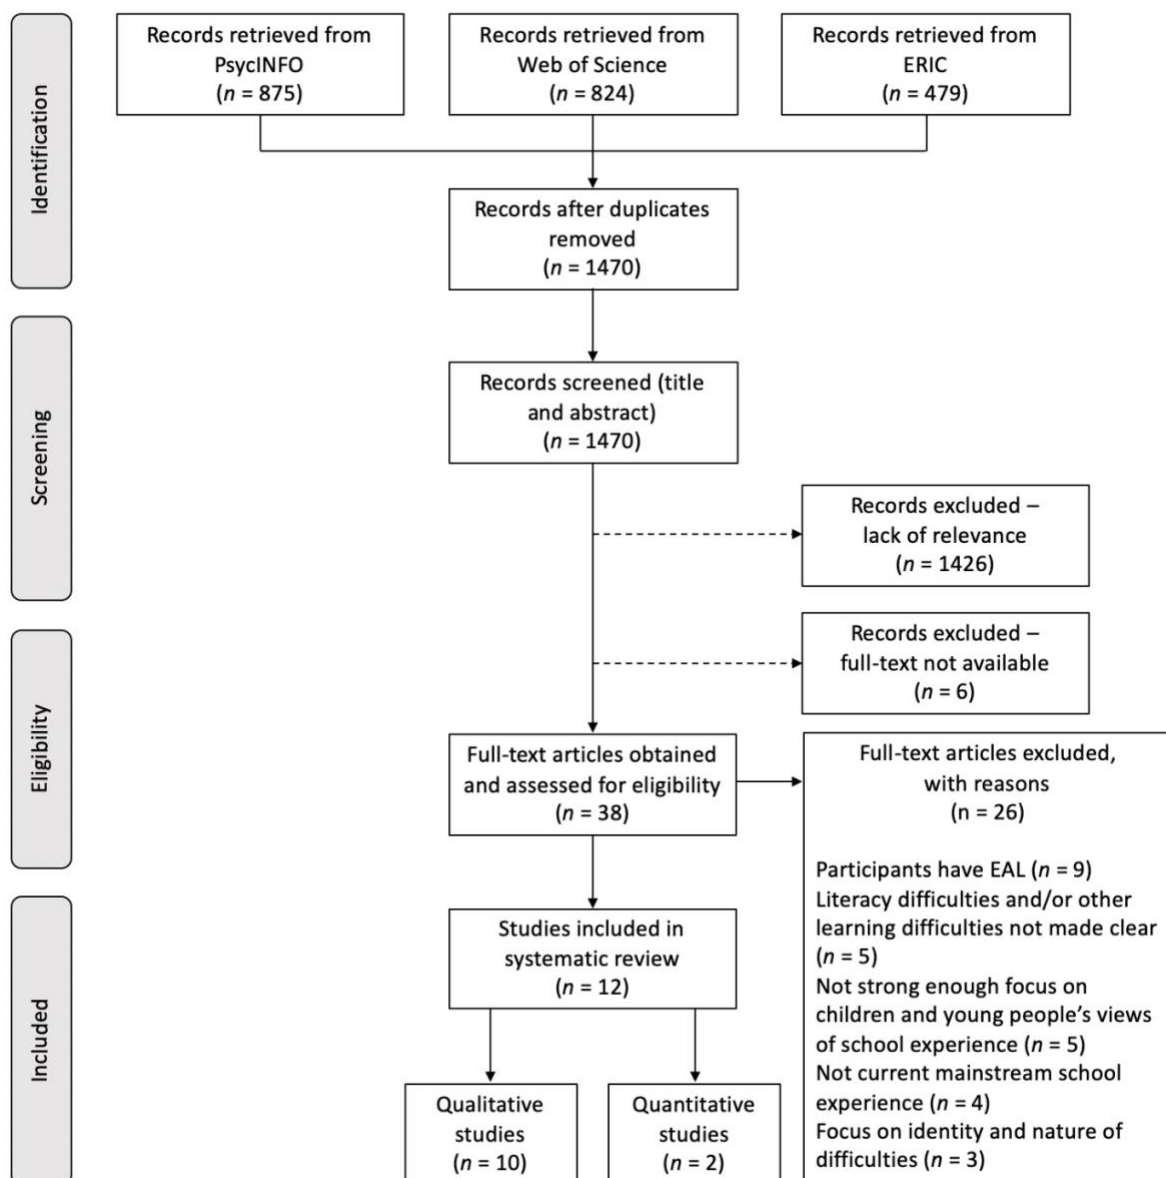 Identification
Records retrieved from
PsycINFO
(n = 875)
Records retrieved from
Web of Science
(n = 824)
Records retrieved from
ERIC
(n = 479)
Records after duplicates
removed
(n = 1470)
Screening
Records screened (title
and abstract)
(n = 1470)
Records excluded –
lack of relevance
(n = 1426)
Eligibility
Records excluded –
full-text not available
(n = 6)
Full-text articles obtained
and assessed for eligibility
(n = 38)
Full-text articles excluded,
with reasons
(n = 26)
Participants have EAL (n = 9)
Literacy difficulties and/or other
learning difficulties not made clear
(n = 5)
Not strong enough focus on
children and young people’s views
of school experience (n = 5)
Not current mainstream school
experience (n = 4)
Focus on identity and nature of
difficulties (n = 3)
Included
Studies included in
systematic review
(n = 12)
Qualitative
studies
(n = 10)
Quantitative
studies
(n = 2)